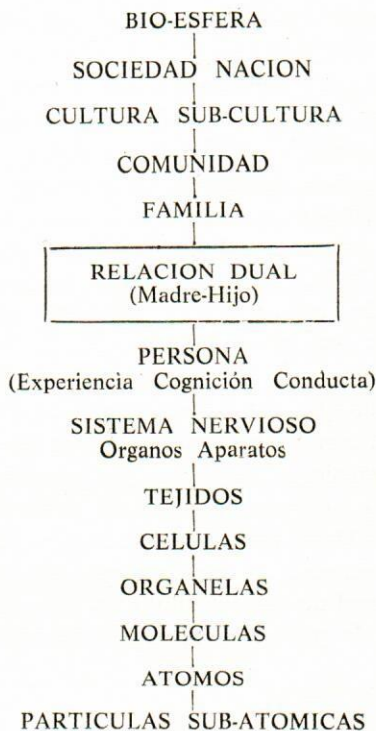 BIO-ESFERA
SOCIEDAD NACION
CULTURA SUB-CULTURA
COMUNIDAD
FAMILIA
RELACION DUAL
(Madre-Hijo)
PERSONA
(Experiencia Cognición Conducta)
SISTEMA NERVIOSO
Organos Aparatos
TEJIDOS
CELULAS
ORGANELAS
MOLECULAS
ATOMOS
PARTICULAS SUB-ATOMICAS